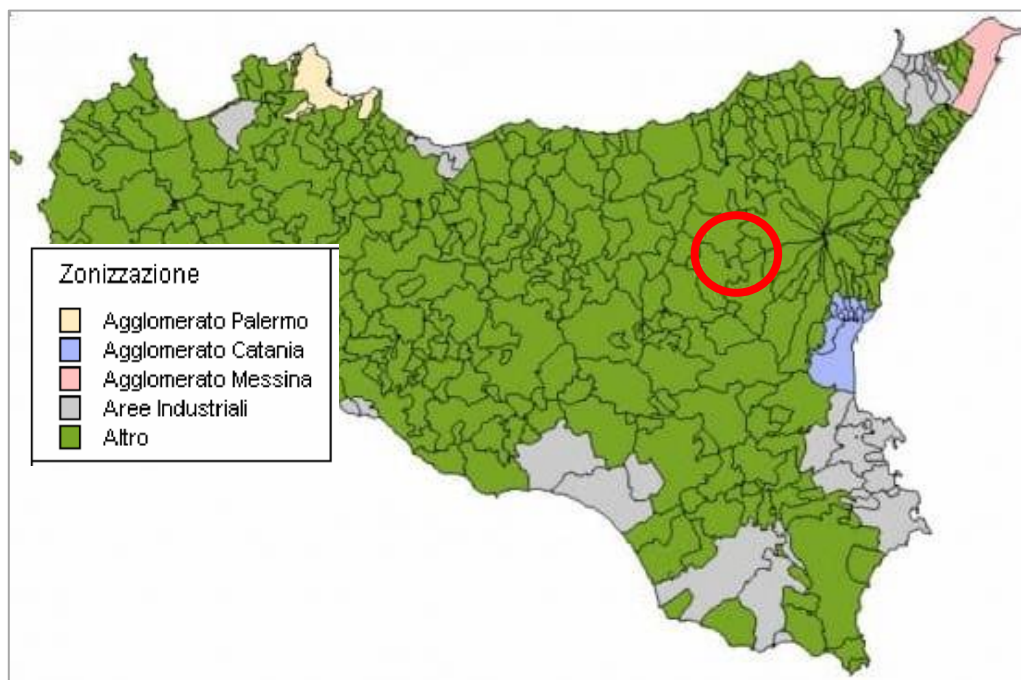 Zonizzazione
Agglomerato Palermo
Agglomerato Catania
Agglomerato Messina
Aree Industriali
Altro